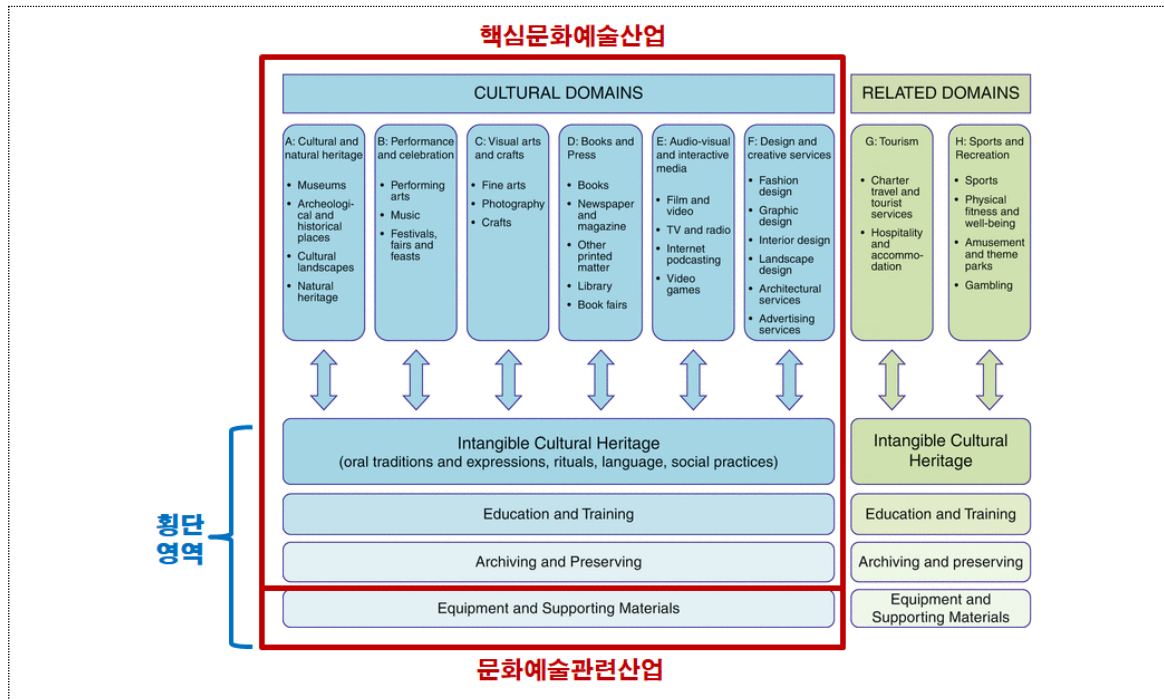 핵심문화예술산업
CULTURAL DOMAINS
RELATED DOMAINS
A: Cultural and
natural heritage
• Museums
• Archeologi-
cal and
historical
places
• Cultural
landscapes
• Natural
heritage
B: Performance
and celebration
• Performing
arts
• Music
• Festivals,
fairs and
feasts
C: Visual arts
and crafts
• Fine arts
• Photography
• Crafts
D: Books and
Press
• Books
• Newspaper
and
magazine
• Other
printed
matter
• Library
• Book fairs
E: Audio-visual
and interactive
media
• Film and
video
• TV and radio
• Internet
podcasting
• Video
games
F: Design and
creative services
• Fashion
design
• Graphic
design
• Interior design
• Landscape
design
• Architectural
services
• Advertising
services
G: Tourism
• Charter
travel and
tourist
services
• Hospitality
and
accommo-
dation
H: Sports and
Recreation
• Sports
• Physical
fitness and
well-being
• Amusement
and theme
parks
• Gambling
횡단
영역
Intangible Cultural Heritage
(oral traditions and expressions, rituals, language, social practices)
Intangible Cultural
Heritage
Education and Training
Education and Training
Archiving and Preserving
Archiving and preserving
Equipment and Supporting Materials
Equipment and
Supporting Materials
문화예술관련산업